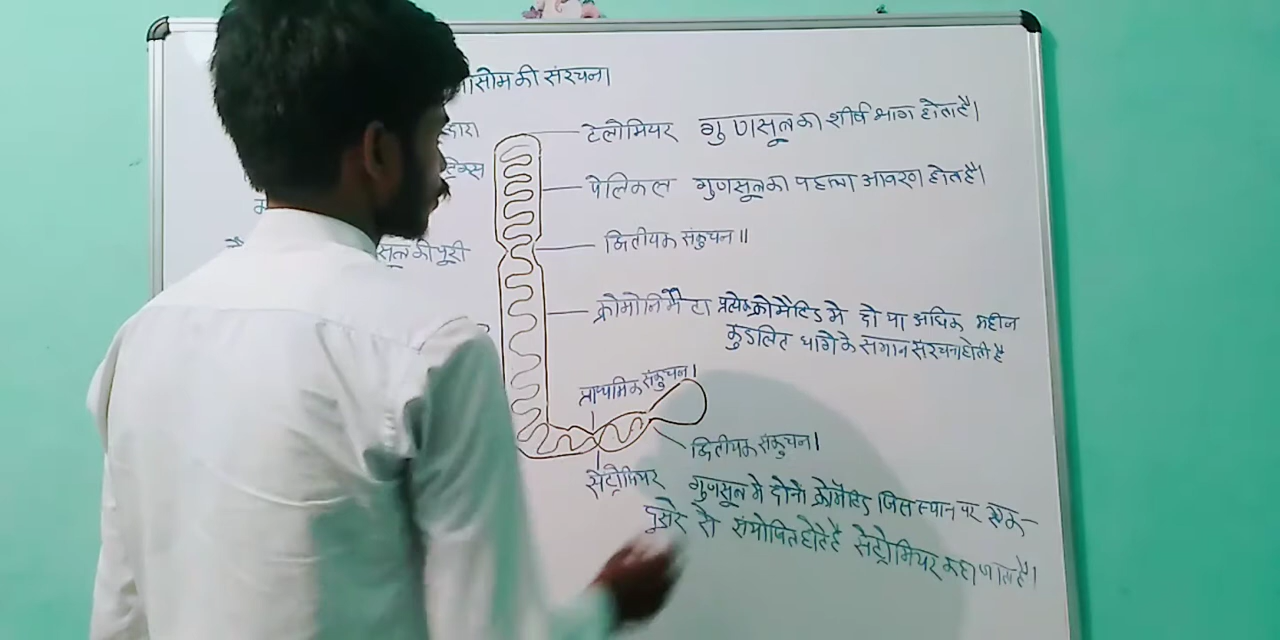 की संरचना।
टेलोमियर गुणसूत्र का शीर्ष भाग होता है।
पेलिकल गुणसूत्र का पहला आवरण होता है।
द्वितीयक संकुचन II
क्रोमोनिमेटा प्रत्येक क्रोमैटिड मे दो या अधिक महीन
कुडलित धागे के समान संरचना होती है
प्राथमिक संकुचन।
द्वितीयक संकुचन।
सेंट्रोमियर गुणसूत्र मे दोनो क्रोमैटिड जिस स्थान पर एक-
दूसरे से संयोजित होते है सेंट्रोमियर कहा जाता है।
की पूरी